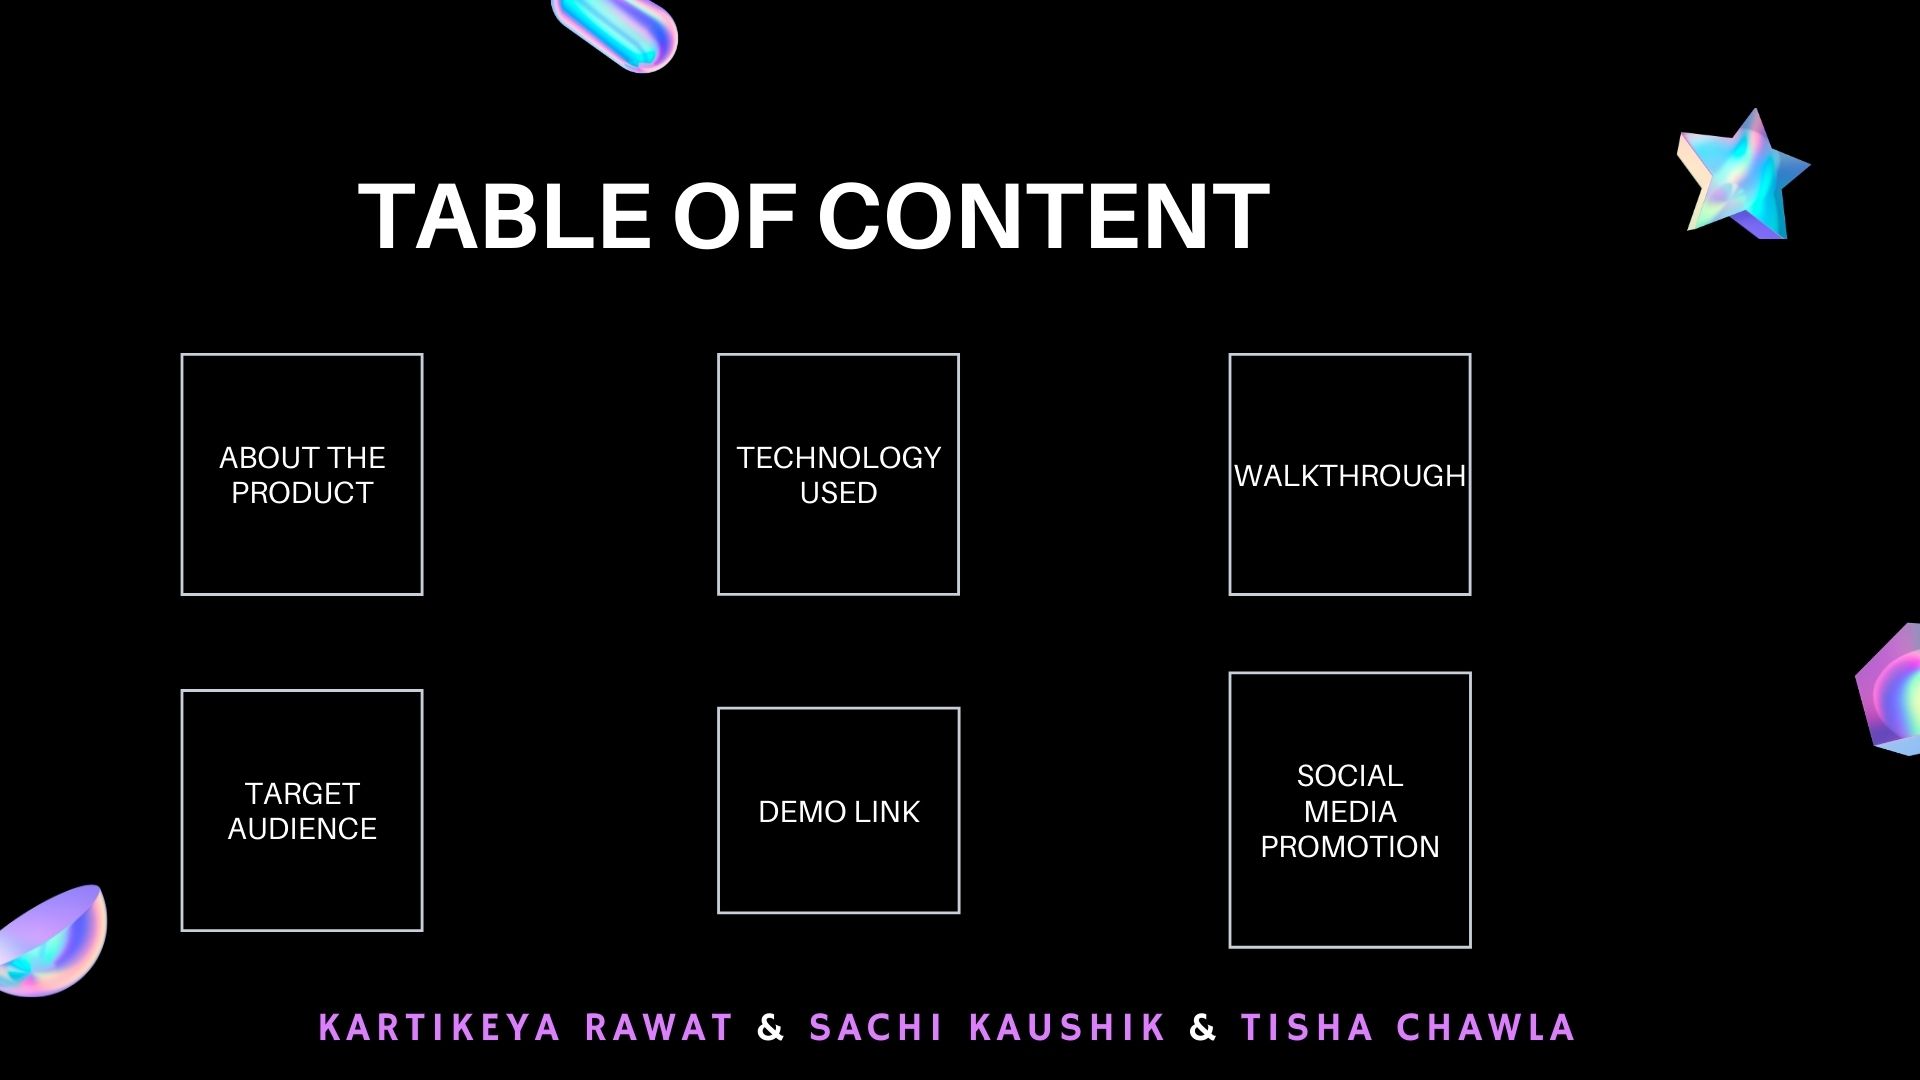 TABLE OF CONTENT
ABOUT THE
PRODUCT
TECHNOLOGY
USED
WALKTHROUGH
TARGET
AUDIENCE
DEMO LINK
SOCIAL
MEDIA
PROMOTION
KARTIKEYA RAWAT & SACHI KAUSHIK & TISHA CHAWLA